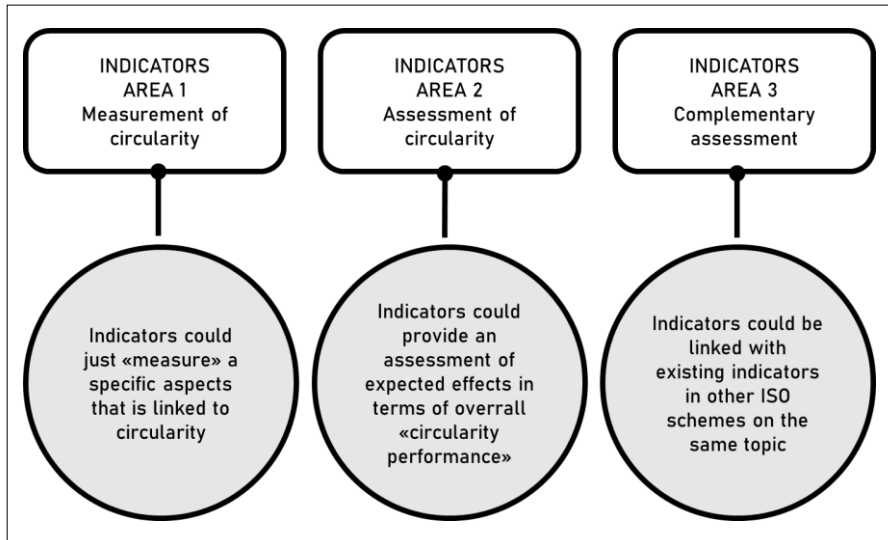 INDICATORS
AREA 1
Measurement of
circularity
INDICATORS
AREA 2
Assessment of
circularity
INDICATORS
AREA 3
Complementary
assessment
Indicators could
just «measure» a
specific aspects
that is linked to
circularity
Indicators could
provide an
assessment of
expected effects in
terms of overrall
«circularity
performance»
Indicators could be
linked with
existing indicators
in other ISO
schemes on the
same topic